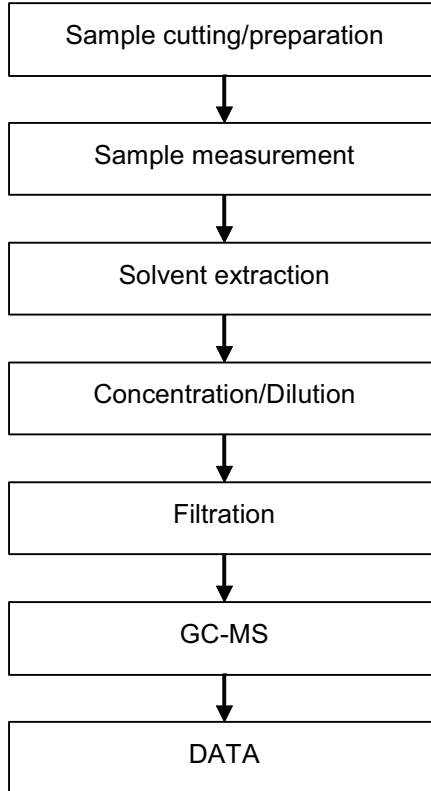 Sample cutting/preparation
Sample measurement
Solvent extraction
Concentration/Dilution
Filtration
GC-MS
DATA